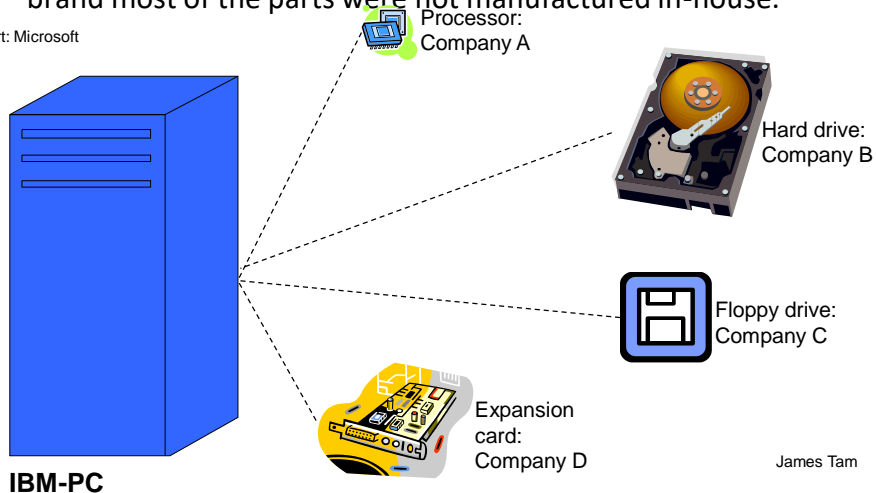 brand most of the parts were not manufactured in-house.
rt: Microsoft
Processor:
Company A
Hard drive:
Company B
Floppy drive:
Company C
Expansion
card:
Company D
James Tam
IBM-PC